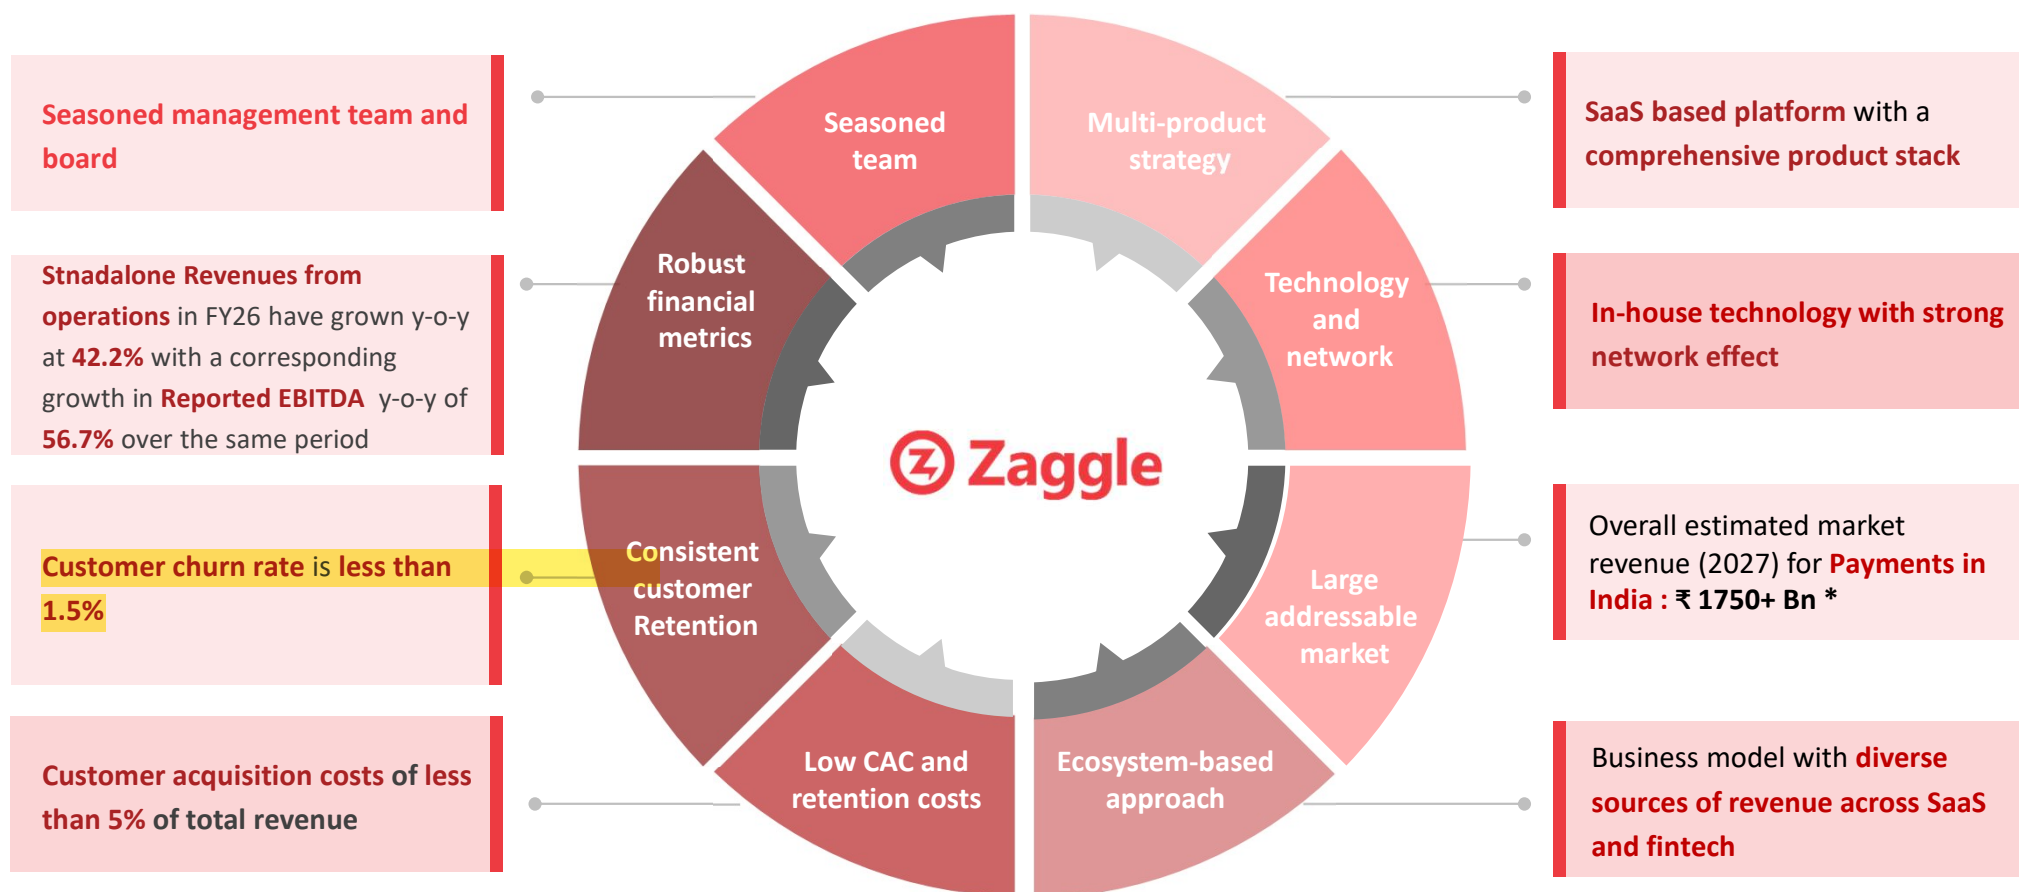 Seasoned management team and
board
Stnadalone Revenues from
operations in FY26 have grown y-o-y
at 42.2% with a corresponding
growth in Reported EBITDA y-o-y of
56.7% over the same period
Customer churn rate is less than
1.5%
Customer acquisition costs of less
than 5% of total revenue
Seasoned
team
Multi-product
strategy
Robust
financial
metrics
Technology
and
network
Zaggle
Consistent
customer
Retention
Large
addressable
market
Low CAC and
retention costs
Ecosystem-based
approach
SaaS based platform with a
comprehensive product stack
In-house technology with strong
network effect
Overall estimated market
revenue (2027) for Payments in
India : ₹ 1750+ Bn *
Business model with diverse
sources of revenue across SaaS
and fintech